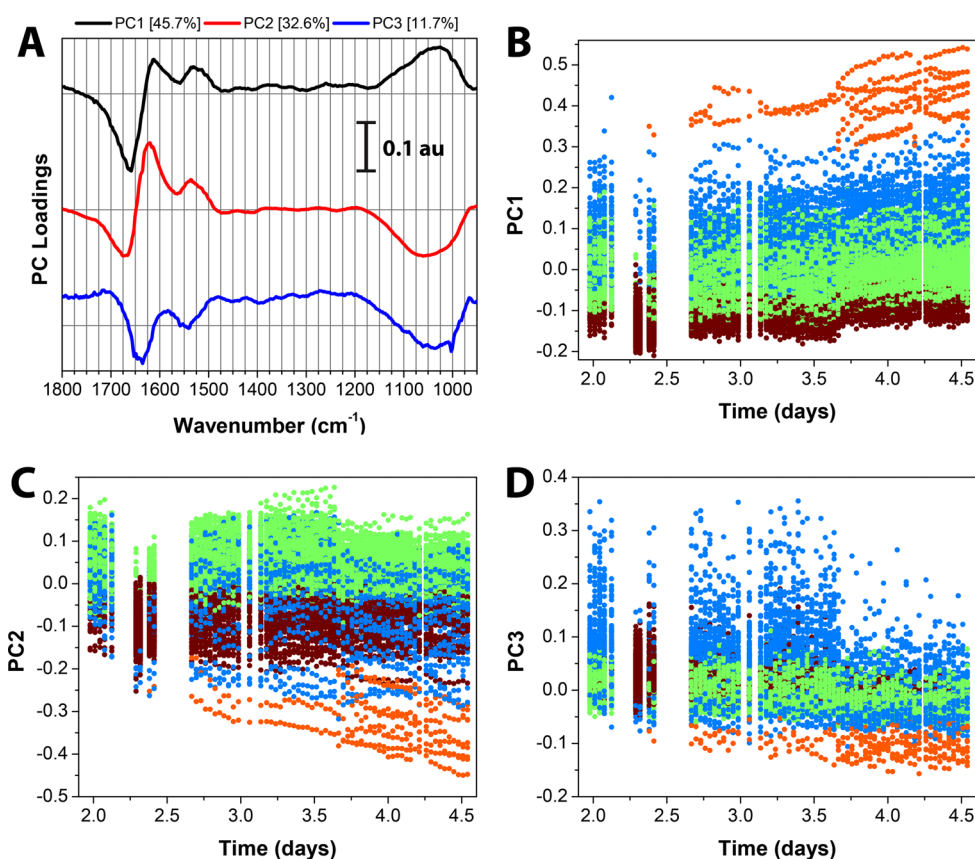 A
PC1 [45.7%] PC2 [32.6%] PC3 [11.7%]
0.1 au
PC Loadings
1800 1600 1500 1400 1300 1200 1100 1000
Wavenumber (cm⁻¹)
B
0.5
0.4
0.3
0.2
0.1
0.0
-0.1
-0.2
PC1
2.0 2.5 3.0 3.5 4.0 4.5
Time (days)
C
0.2
0.1
0.0
-0.1
-0.2
-0.3
-0.4
-0.5
PC2
2.0 2.5 3.0 3.5 4.0 4.5
Time (days)
D
0.4
0.3
0.2
0.1
0.0
-0.1
-0.2
PC3
2.0 2.5 3.0 3.5 4.0 4.5
Time (days)